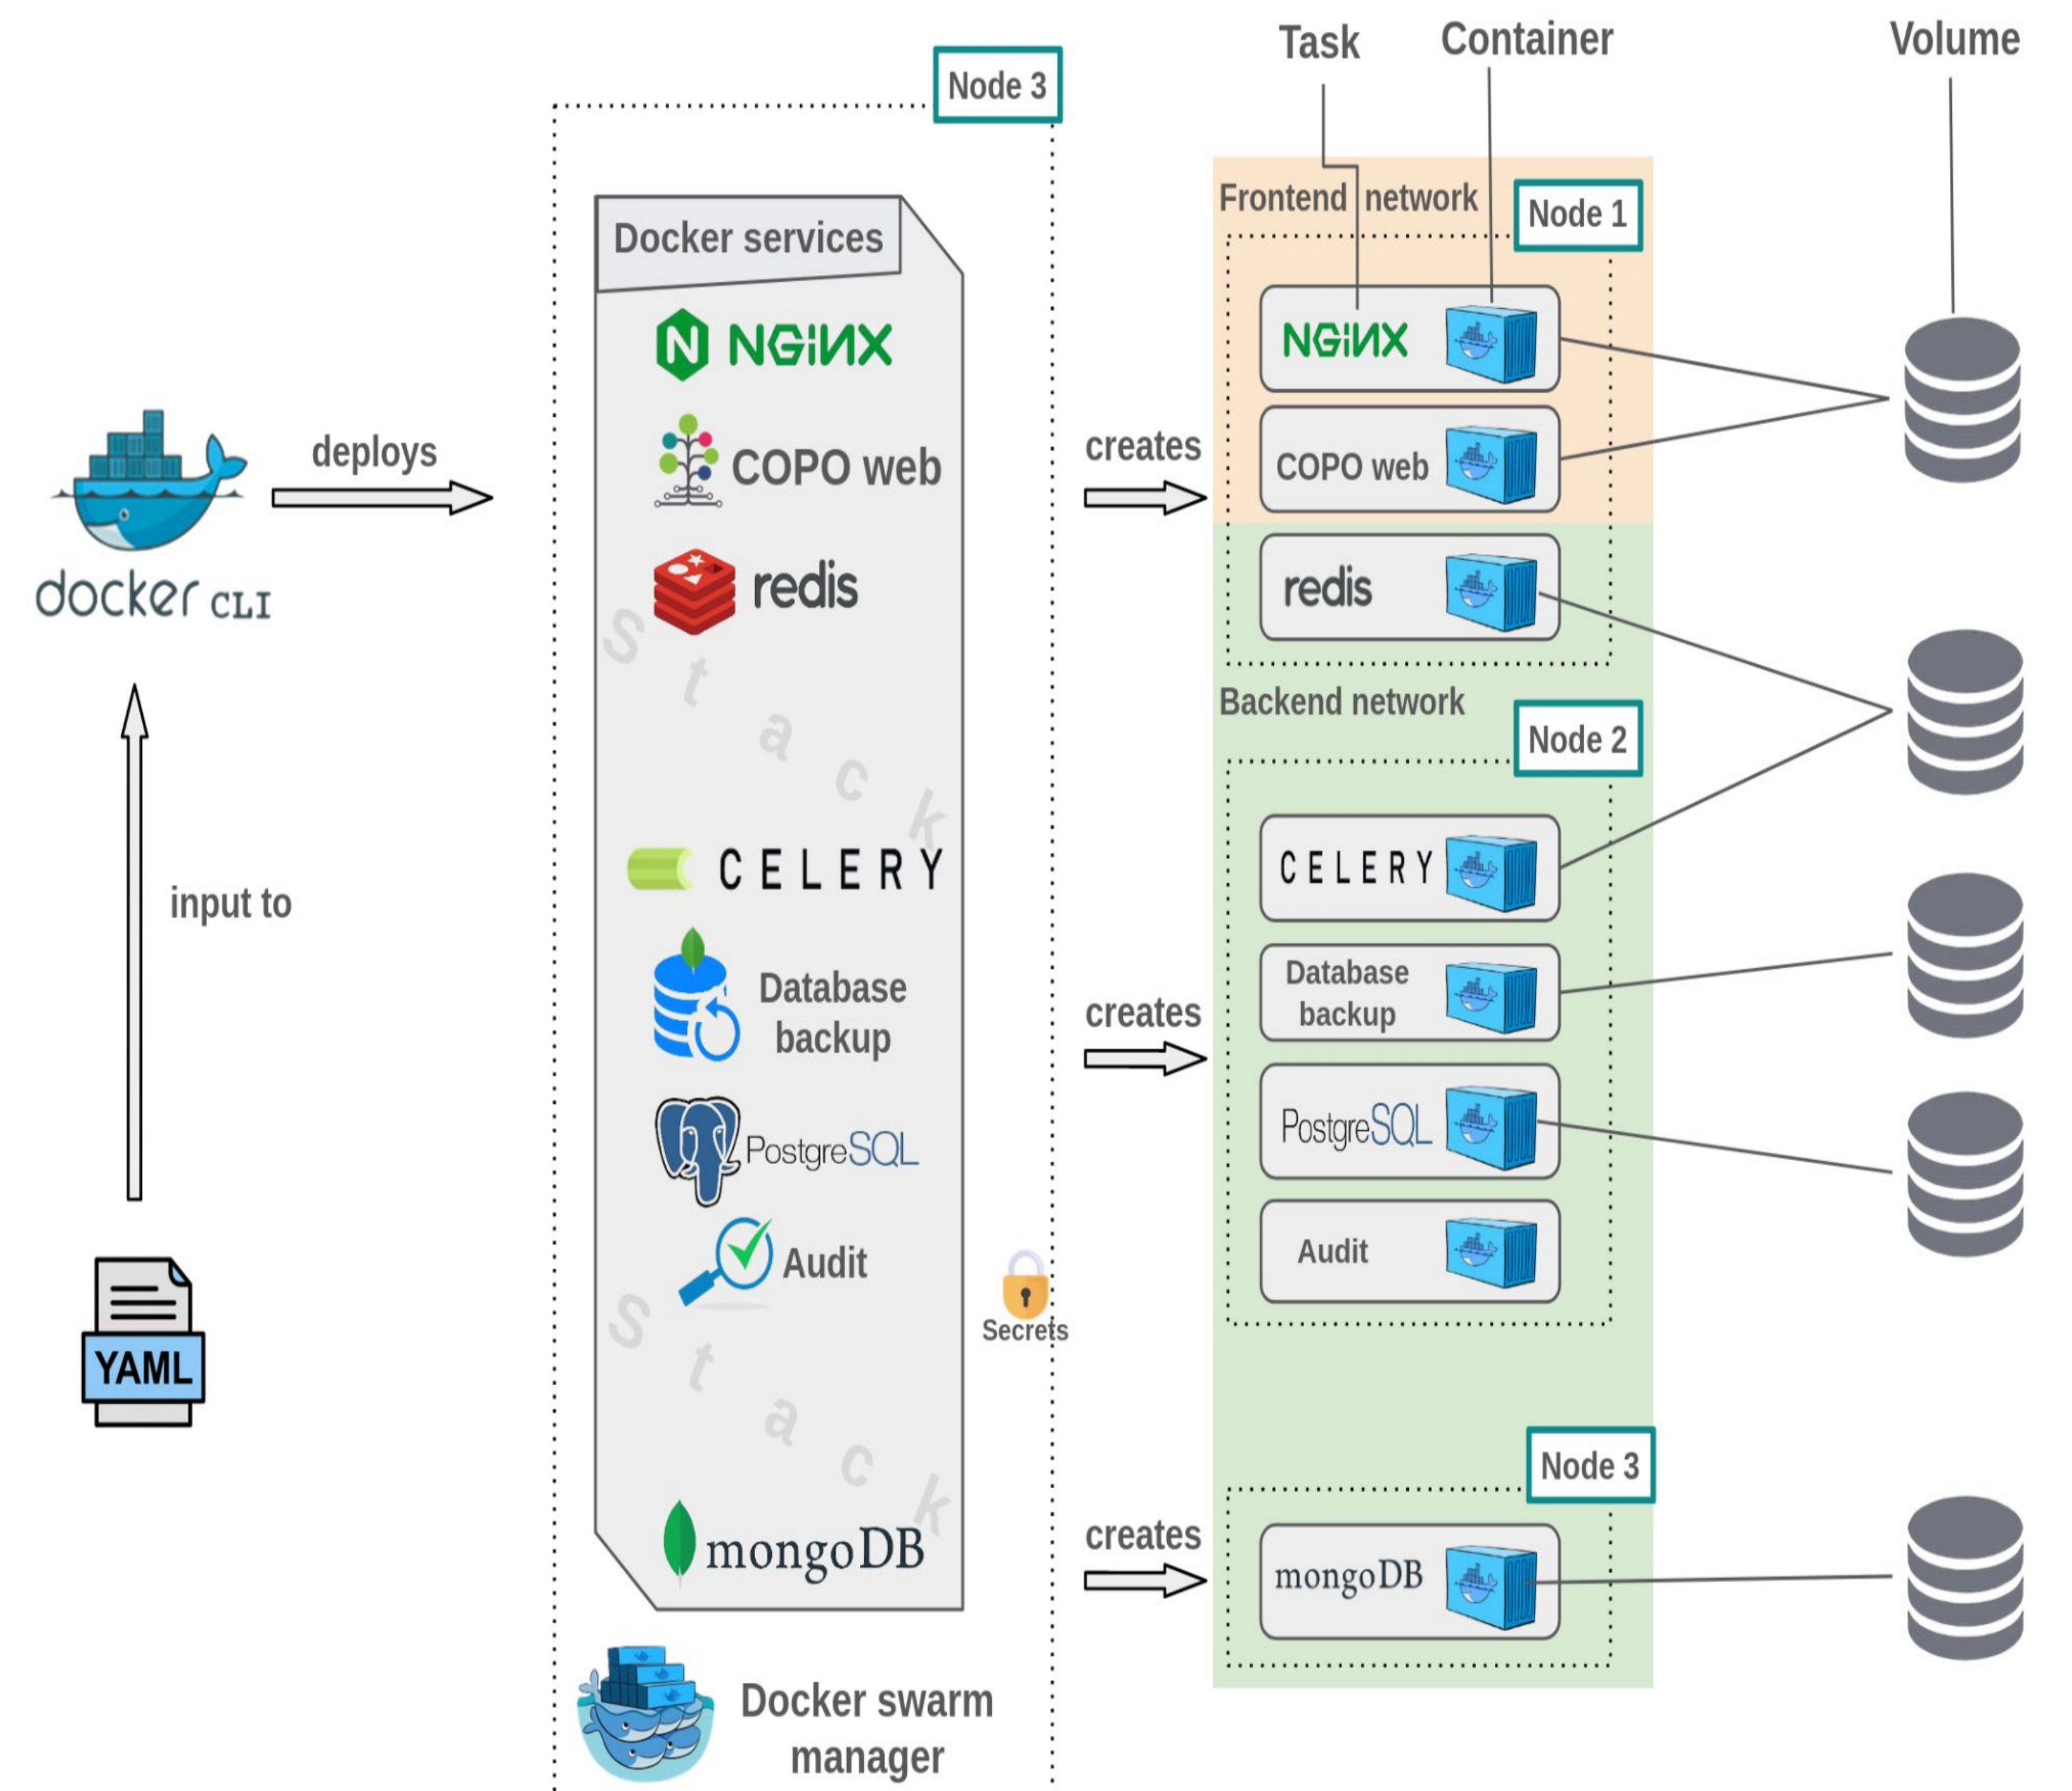 Task
Container
Volume
Node 3
Docker services
NGINX
COPO web
redis
S t a c k
CELERY
Database
backup
PostgreSQL
Audit
S t a c k
mongoDB
Secrets
Docker swarm
manager
deploys
docker CLI
input to
YAML
creates
creates
creates
Frontend network
Node 1
NGINX
COPO web
redis
Backend network
Node 2
CELERY
Database
backup
PostgreSQL
Audit
Node 3
mongoDB